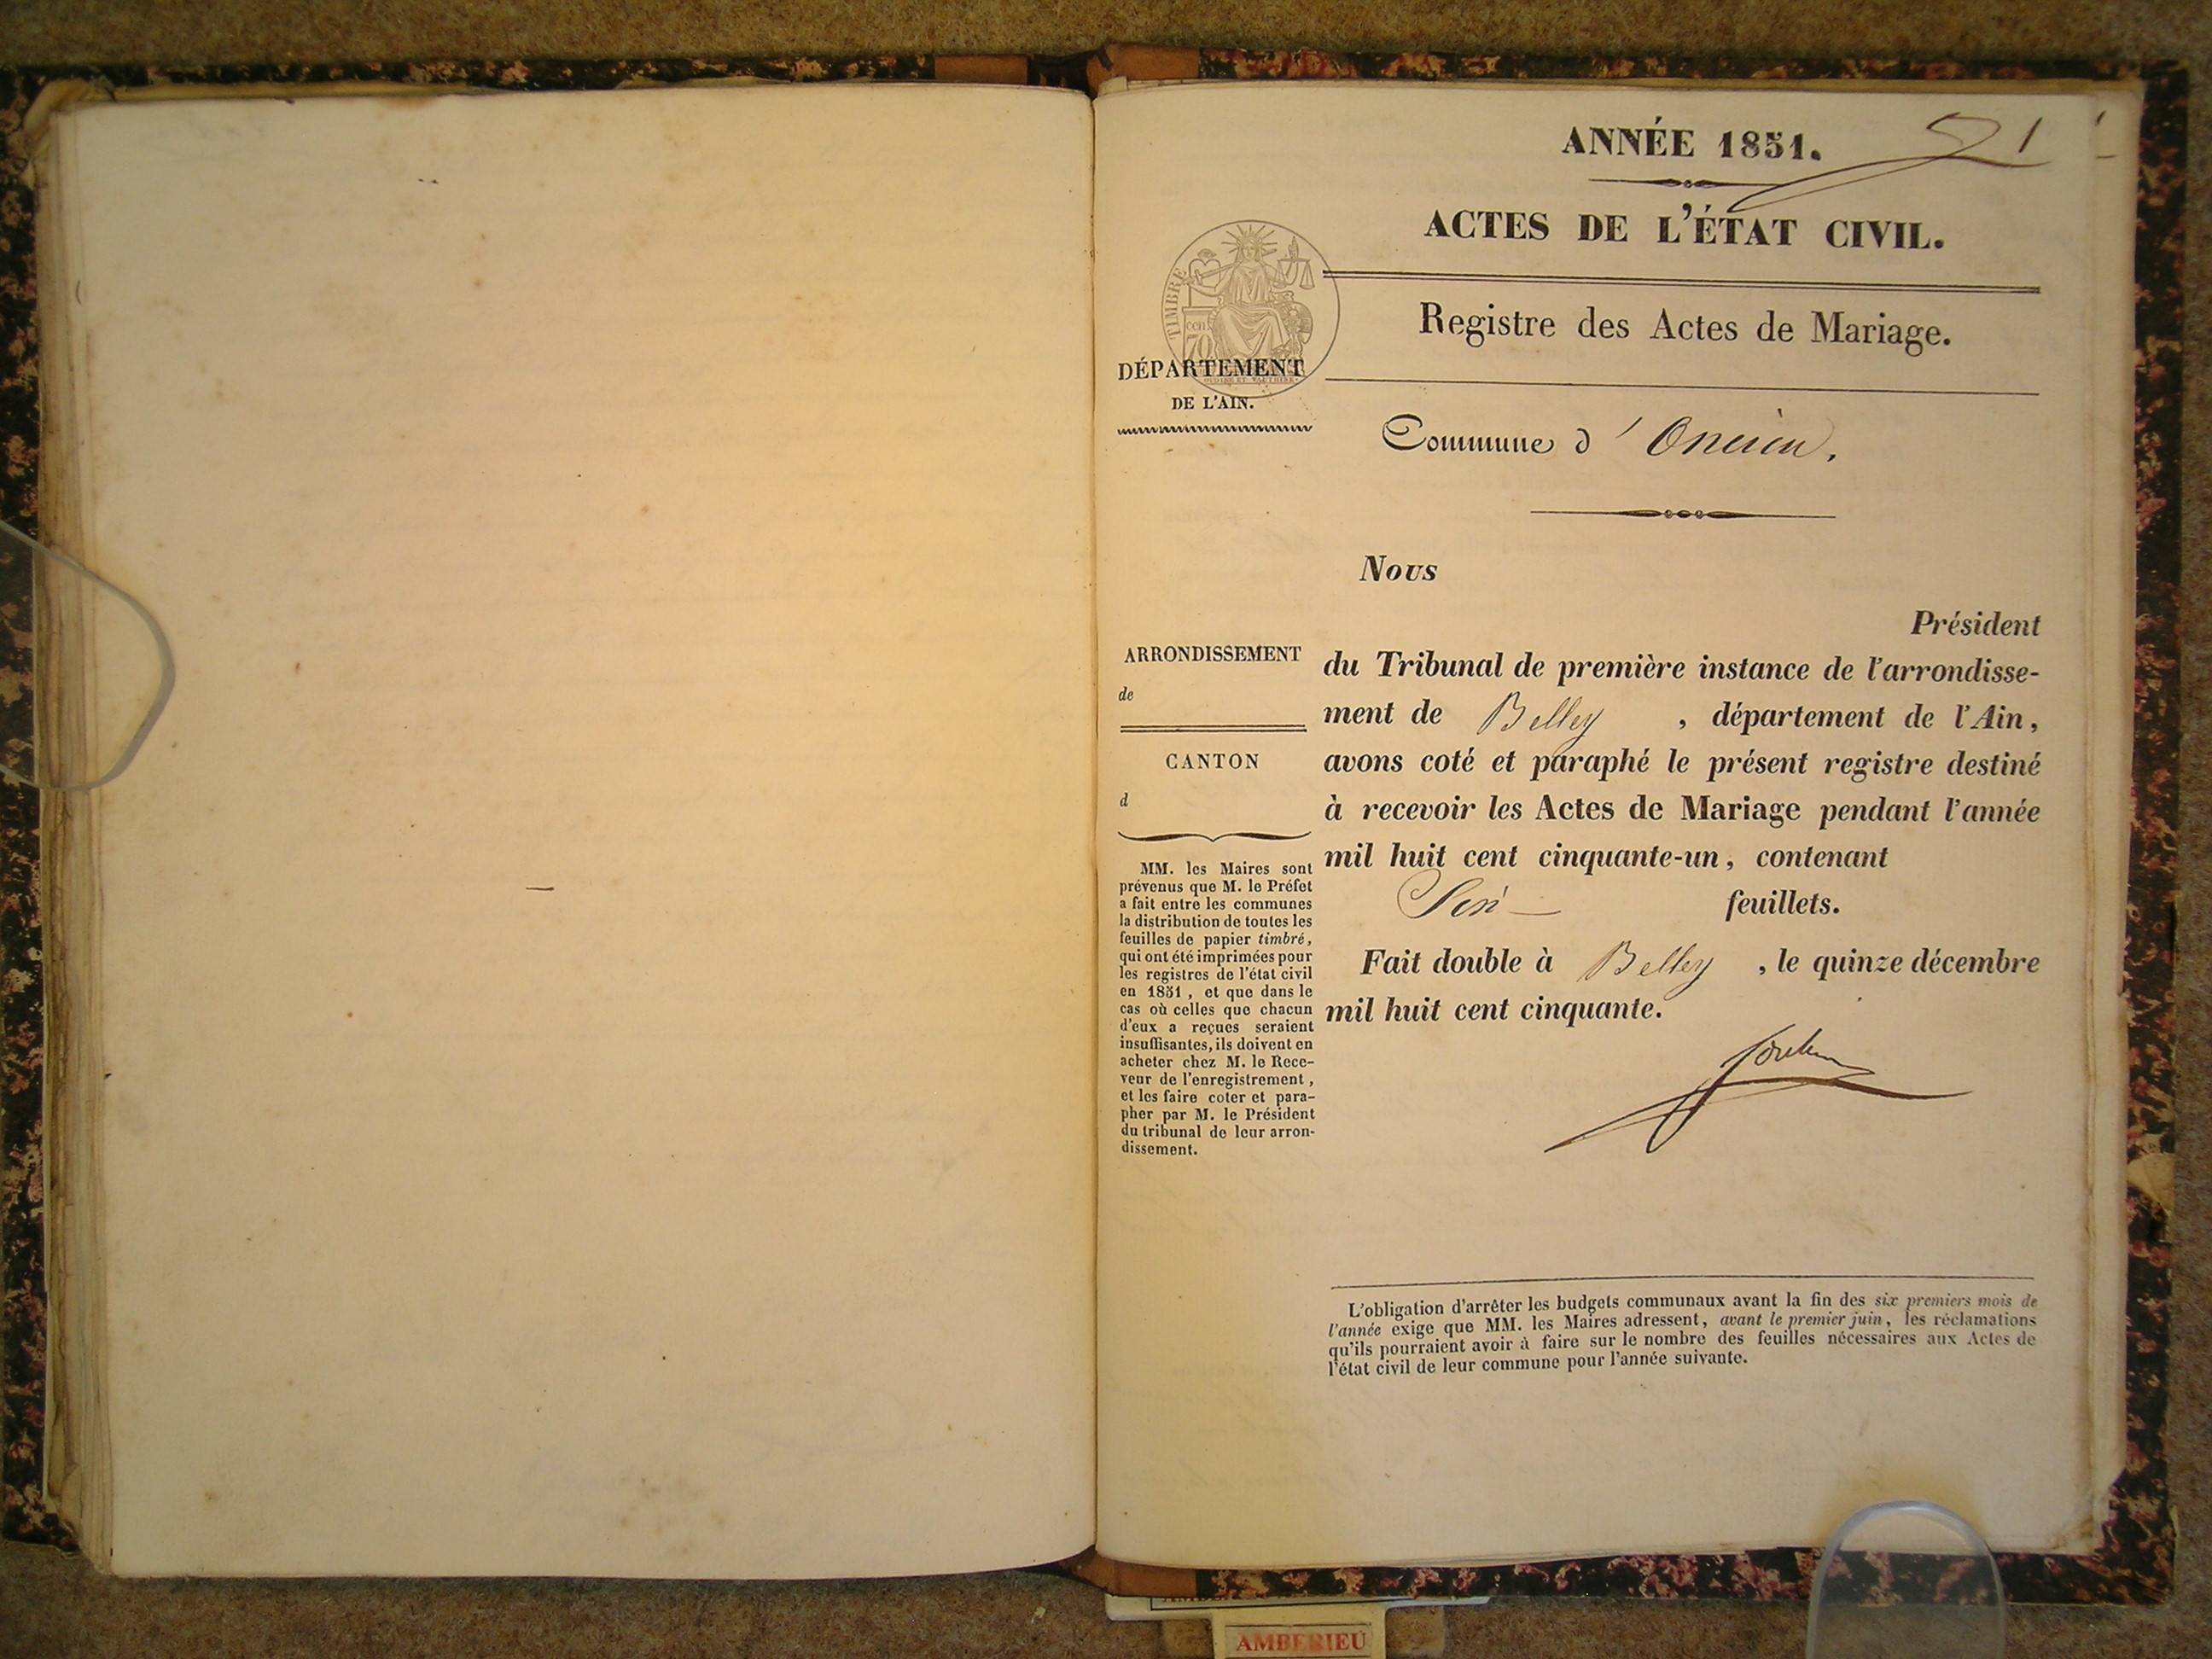 ANNÉE 1851.
1
ACTES DE L'ÉTAT CIVIL.
Registre des Actes de Mariage.
TIMBRE
cen
70
DÉPARTEMENT
DE L'AIN.
Commune d' Oncieu.
Nous
Président
du Tribunal de première instance de l'arrondisse-
ment de Belley , département de l'Ain,
avons coté et paraphé le présent registre destiné
à recevoir les Actes de Mariage pendant l'année
mil huit cent cinquante-un, contenant
feuillets.
Fait double à Belley , le quinze décembre
mil huit cent cinquante.
ARRONDISSEMENT
de
CANTON
d
MM. les Maires sont
prévenus que M. le Préfet
a fait entre les communes
la distribution de toutes les
feuilles de papier timbré,
qui ont été imprimées pour
les registres de l'état civil
en 1851, et que dans le
cas où celles que chacun
d'eux a reçues seraient
insuffisantes, ils doivent en
acheter chez M. le Rece-
veur de l'enregistrement,
et les faire coter et para-
pher par M. le Président
du tribunal de leur arron-
dissement.
L'obligation d'arrêter les budgets communaux avant la fin des six premiers mois de
l'année exige que MM. les Maires adressent, avant le premier juin, les réclamations
qu'ils pourraient avoir à faire sur le nombre des feuilles nécessaires aux Actes de
l'état civil de leur commune pour l'année suivante.
AMBERIEU